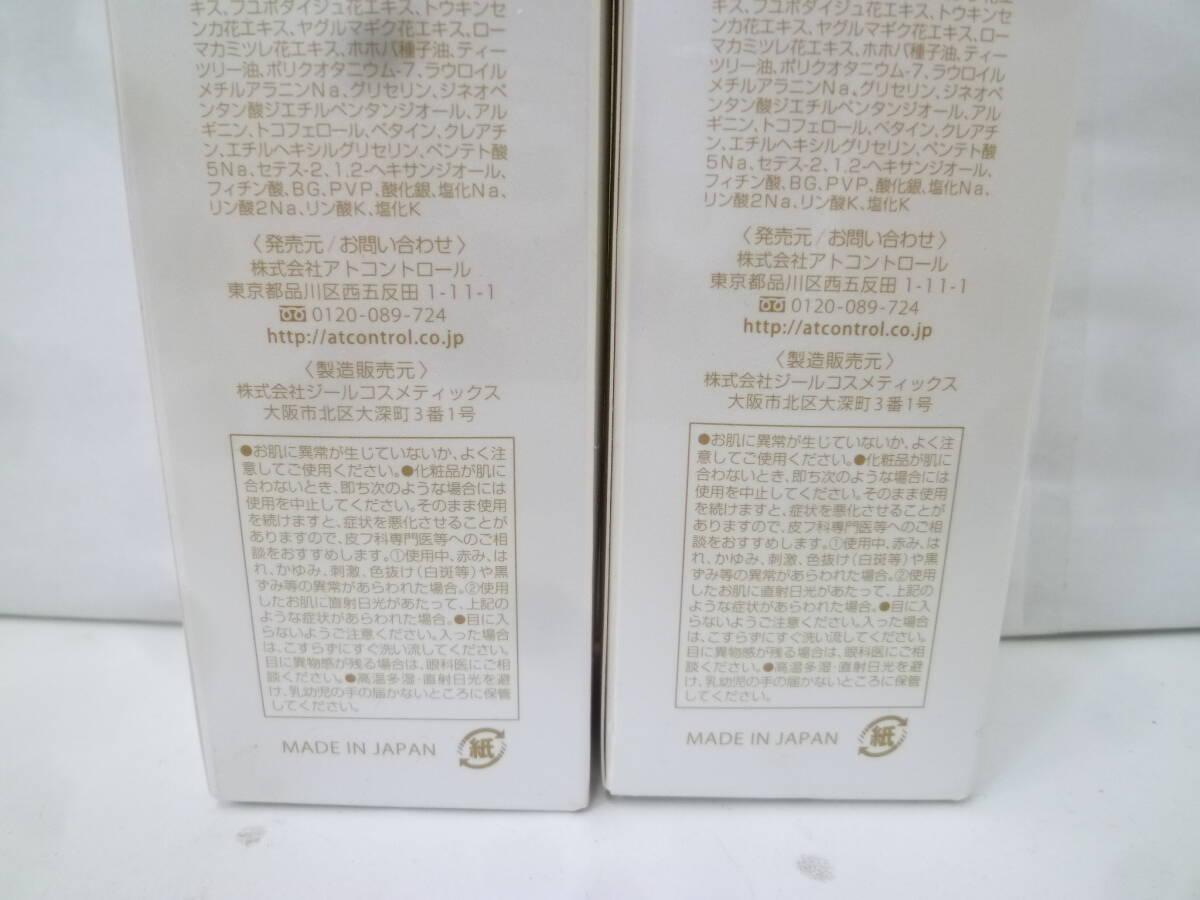 キス、フユボダイジュ花エキス、トウキンセ
ンカ花エキス、ヤグルマギク花エキス、ロー
マカミツレ花エキス、ホホバ種子油、ティー
ツリー油、ポリクオタニウム-7、ラウロイル
メチルアラニンNa、グリセリン、ジネオペ
ンタン酸ジエチルペンタンジオール、アル
ギニン、トコフェロール、ベタイン、クレアチ
ン、エチルヘキシルグリセリン、ペンテト酸
5Na、セテス-2、1,2-ヘキサンジオール、
フィチン酸、BG、PVP、酸化銀、塩化Na、
リン酸2Na、リン酸K、塩化K
〈発売元/お問い合わせ〉
株式会社アトコントロール
東京都品川区西五反田 1-11-1
0120-089-724
http://atcontrol.co.jp
〈製造販売元〉
株式会社ジールコスメティックス
大阪市北区大深町3番1号
●お肌に異常が生じていないか、よく注
意してご使用ください。●化粧品が肌に
合わないとき、即ち次のような場合には
使用を中止してください。そのまま使用
を続けますと、症状を悪化させることが
ありますので、皮フ科専門医等へのご相
談をおすすめします。①使用中、赤み、は
れ、かゆみ、刺激、色抜け(白斑等)や黒
ずみ等の異常があらわれた場合。②使用
したお肌に直射日光があたって、上記の
ような症状があらわれた場合。●目に入
らないようご注意ください。入った場合
は、こすらずにすぐ洗い流してください。
目に異物感が残る場合は、眼科医にご相
談ください。●高温多湿・直射日光を避
け、乳幼児の手の届かないところに保管
してください。
MADE IN JAPAN 紙
キス、フユボダイジュ花エキス、トウキンセ
ンカ花エキス、ヤグルマギク花エキス、ロー
マカミツレ花エキス、ホホバ種子油、ティー
ツリー油、ポリクオタニウム-7、ラウロイル
メチルアラニンNa、グリセリン、ジネオペ
ンタン酸ジエチルペンタンジオール、アル
ギニン、トコフェロール、ベタイン、クレアチ
ン、エチルヘキシルグリセリン、ペンテト酸
5Na、セテス-2、1,2-ヘキサンジオール、
フィチン酸、BG、PVP、酸化銀、塩化Na、
リン酸2Na、リン酸K、塩化K
〈発売元/お問い合わせ〉
株式会社アトコントロール
東京都品川区西五反田 1-11-1
0120-089-724
http://atcontrol.co.jp
〈製造販売元〉
株式会社ジールコスメティックス
大阪市北区大深町3番1号
●お肌に異常が生じていないか、よく注
意してご使用ください。●化粧品が肌に
合わないとき、即ち次のような場合には
使用を中止してください。そのまま使用
を続けますと、症状を悪化させることが
ありますので、皮フ科専門医等へのご相
談をおすすめします。①使用中、赤み、は
れ、かゆみ、刺激、色抜け(白斑等)や黒
ずみ等の異常があらわれた場合。②使用
したお肌に直射日光があたって、上記の
ような症状があらわれた場合。●目に入
らないようご注意ください。入った場合
は、こすらずにすぐ洗い流してください。
目に異物感が残る場合は、眼科医にご相
談ください。●高温多湿・直射日光を避
け、乳幼児の手の届かないところに保管
してください。
MADE IN JAPAN 紙